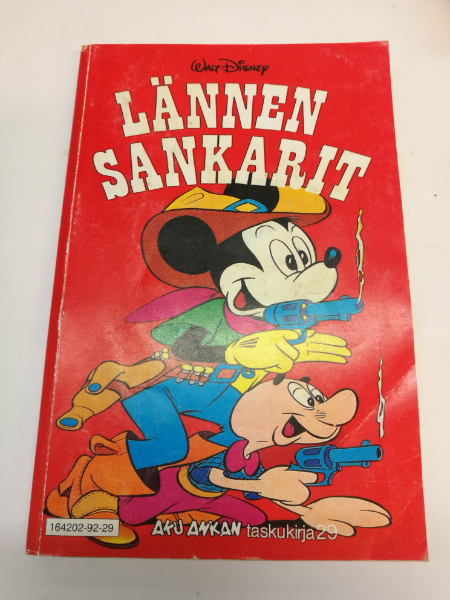 WALT DISNEY
LÄNNEN
SANKARIT
164202-92-29
AKU ANKAN taskukirja 29